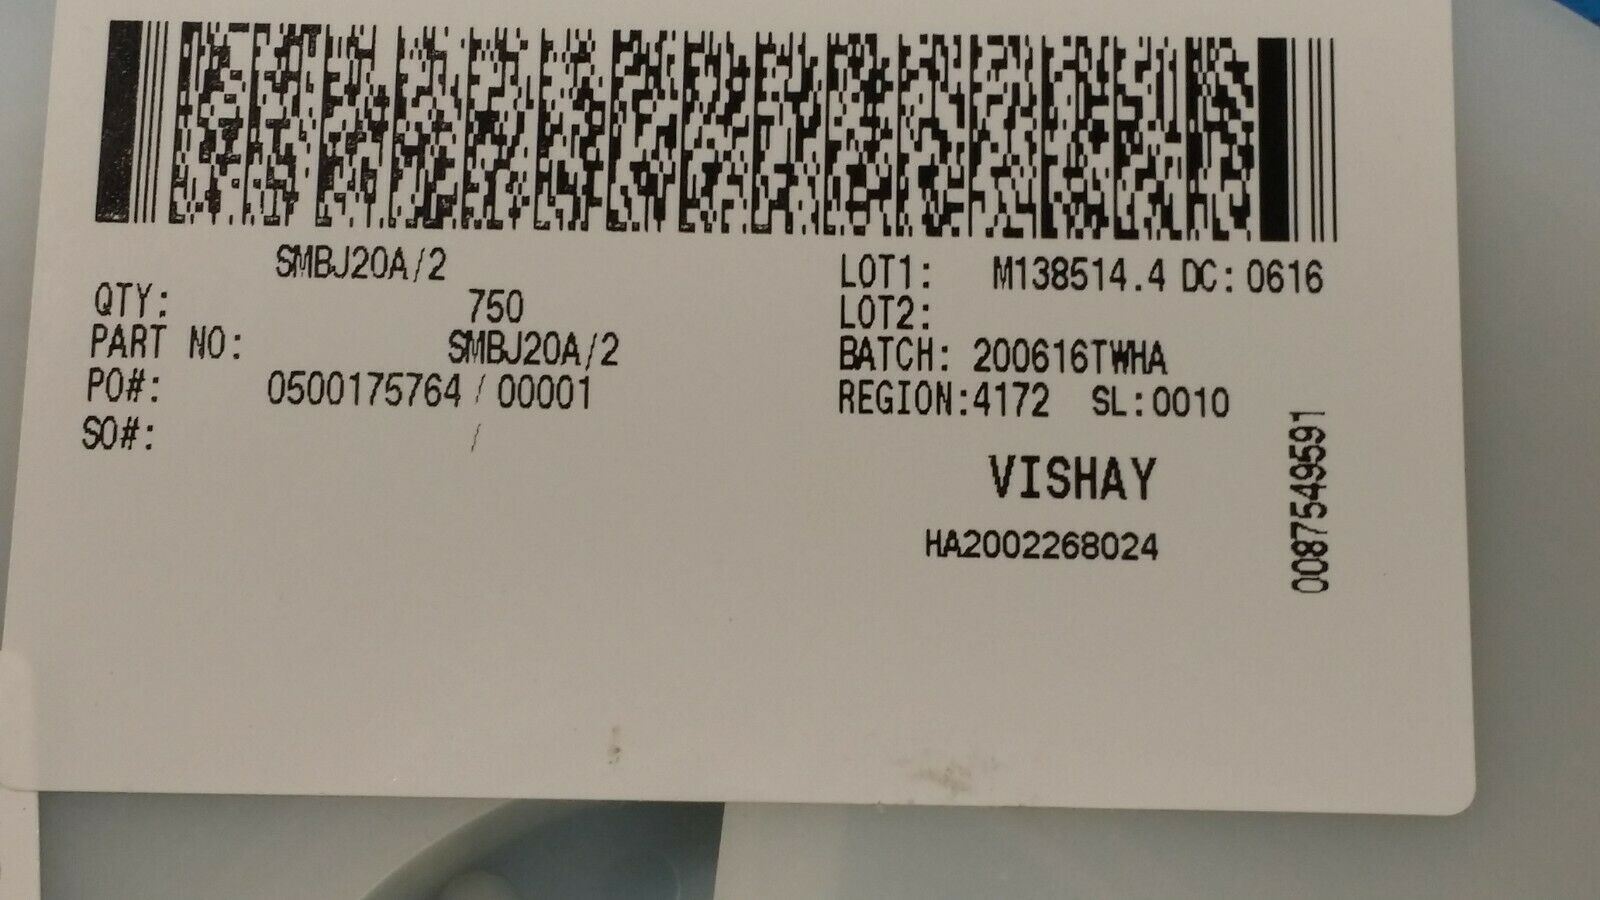 SMBJ20A/2
QTY: 750
PART NO: SMBJ20A/2
PO#: 0500175764 / 00001
SO#: /
LOT1: M138514.4 DC: 0616
LOT2:
BATCH: 200616TWHA
REGION:4172 SL:0010
VISHAY
HA2002268024
0087549591